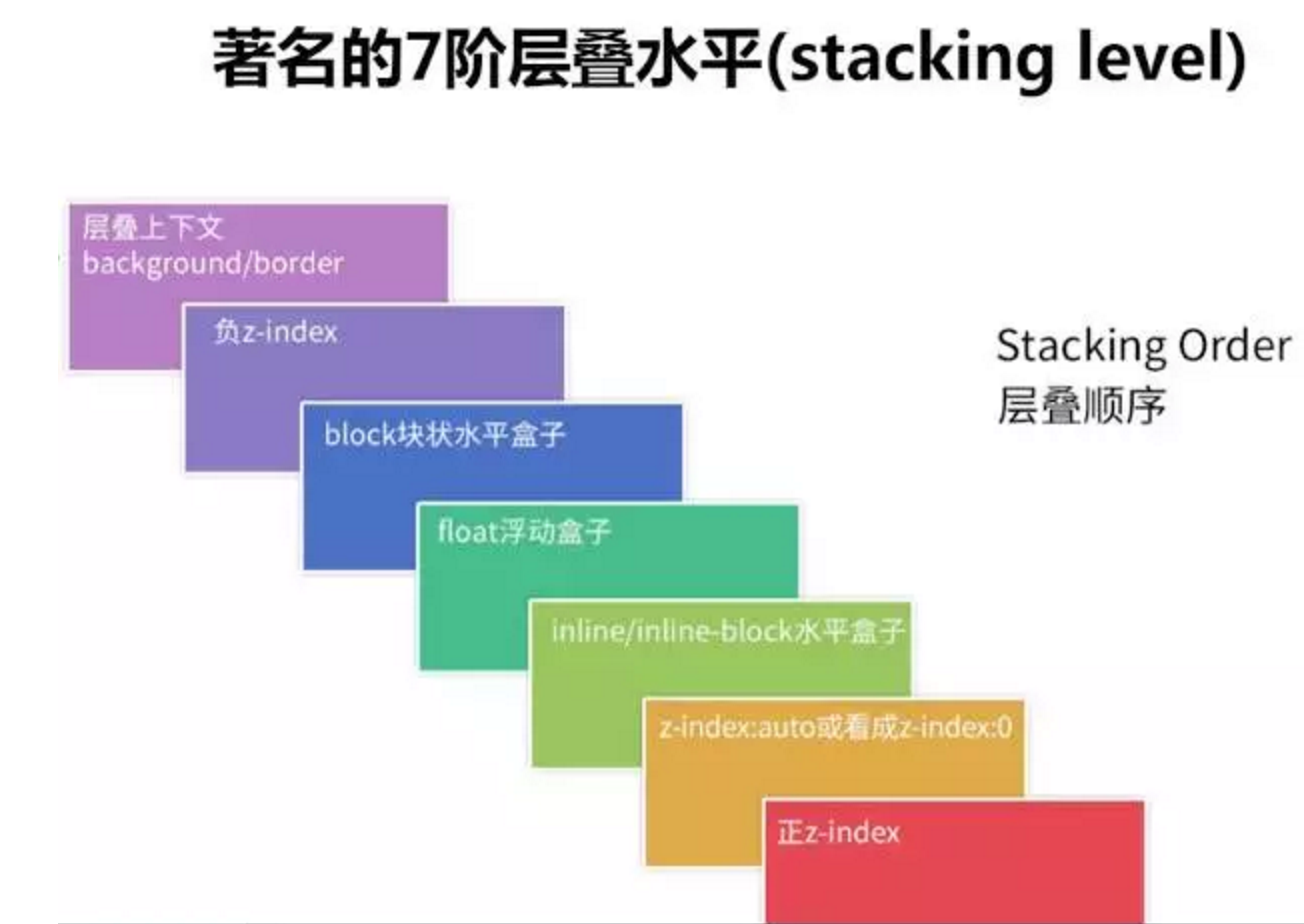 著名的7阶层叠水平(stacking level)
层叠上下文
background/border
负z-index
Stacking Order
层叠顺序
block块状水平盒子
float浮动盒子
inline/inline-block水平盒子
z-index:auto或看成z-index:0
正z-index